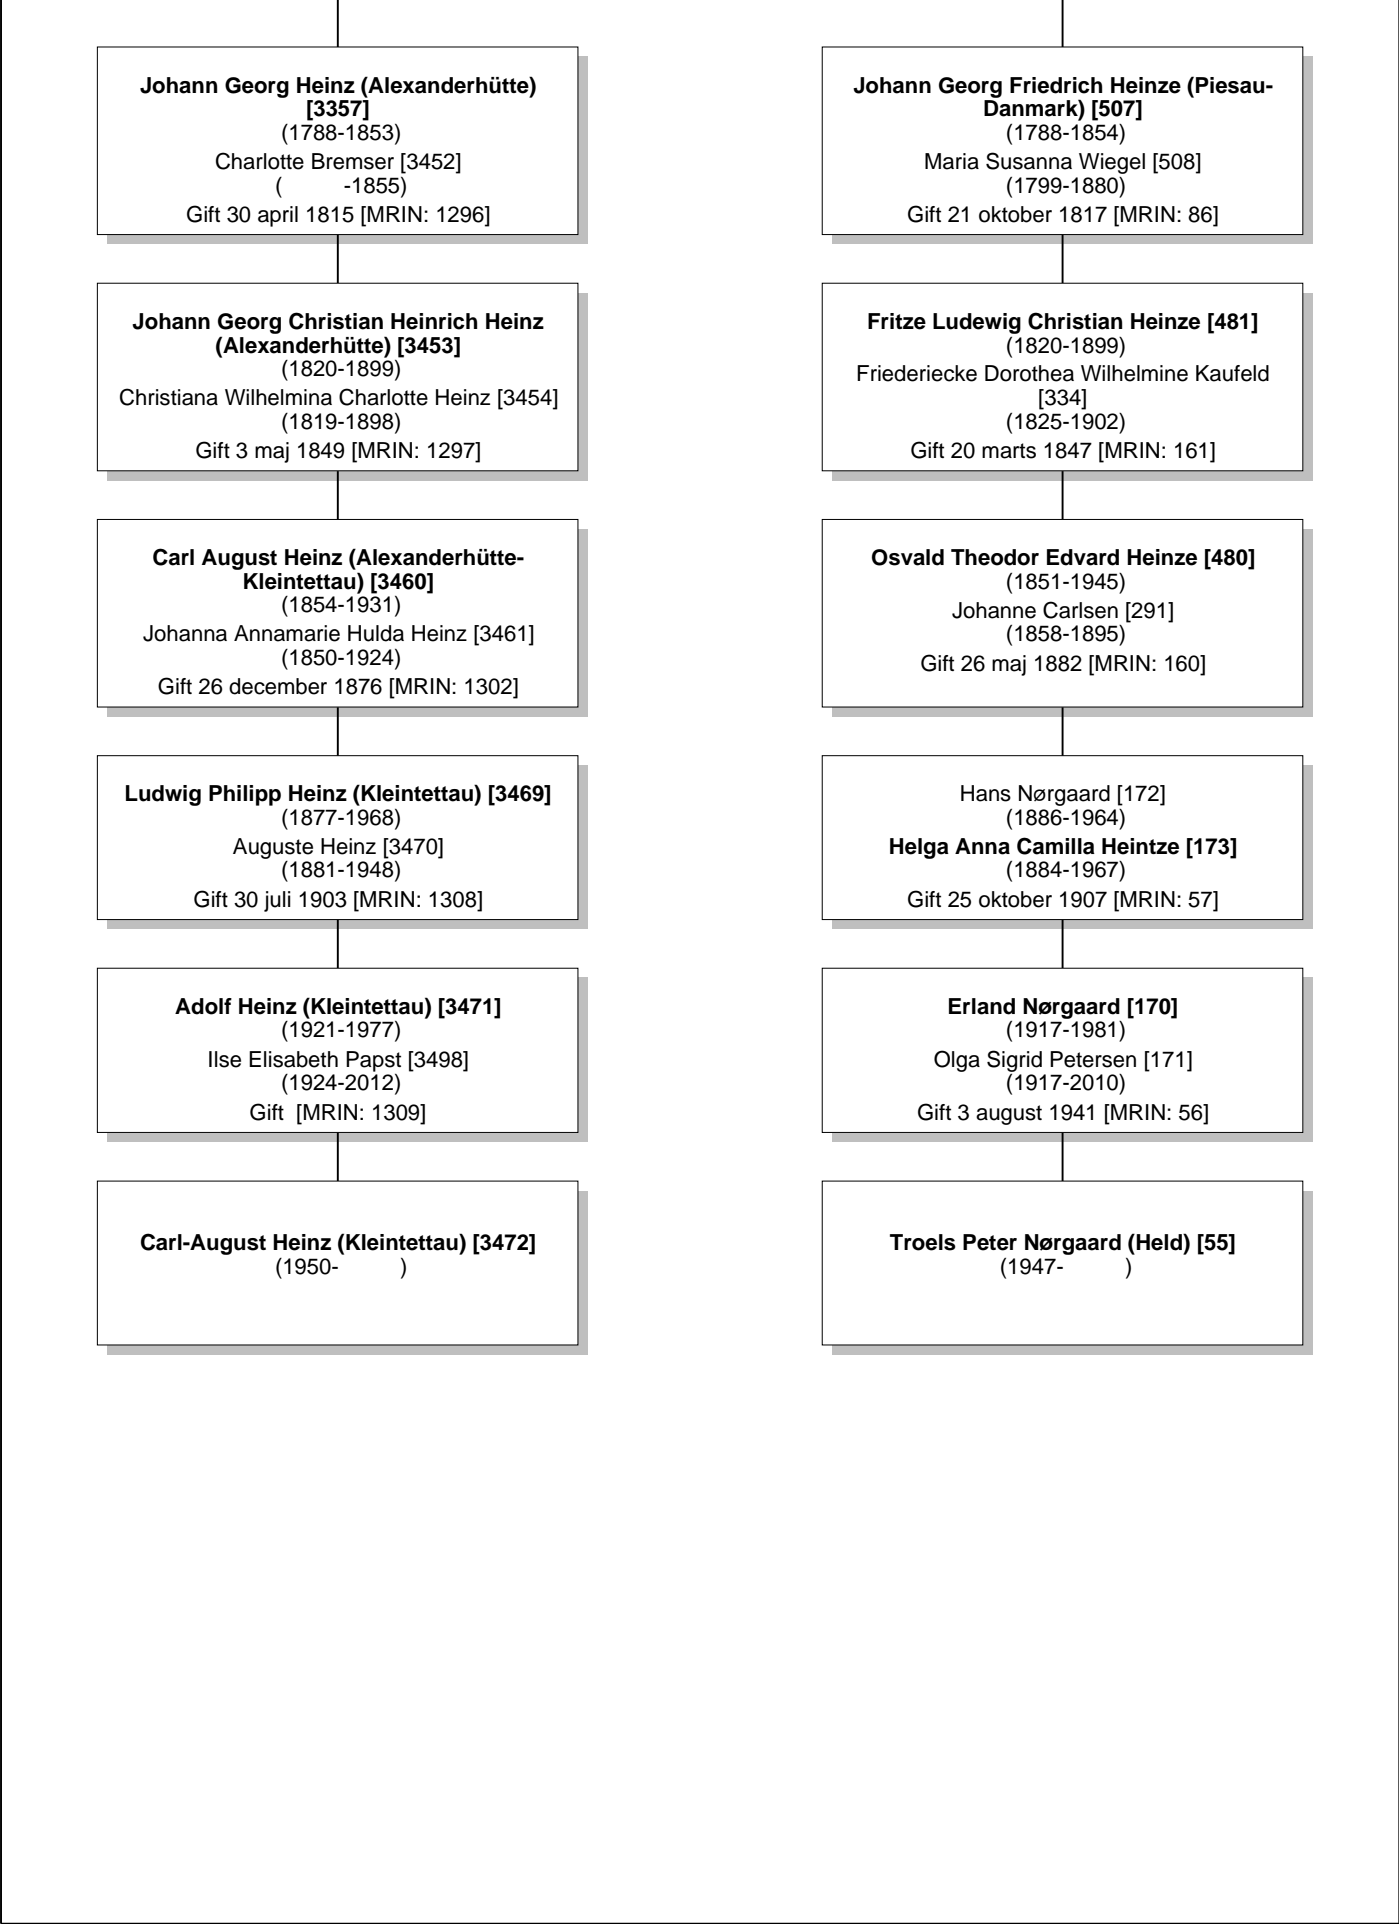 Johann Georg Heinz (Alexanderhütte)
[3357]
(1788-1853)
Charlotte Bremser [3452]
( -1855)
Gift 30 april 1815 [MRIN: 1296]
Johann Georg Christian Heinrich Heinz
(Alexanderhütte) [3453]
(1820-1899)
Christiana Wilhelmina Charlotte Heinz [3454]
(1819-1898)
Gift 3 maj 1849 [MRIN: 1297]
Carl August Heinz (Alexanderhütte-
Kleintettau) [3460]
(1854-1931)
Johanna Annamarie Hulda Heinz [3461]
(1850-1924)
Gift 26 december 1876 [MRIN: 1302]
Ludwig Philipp Heinz (Kleintettau) [3469]
(1877-1968)
Auguste Heinz [3470]
(1881-1948)
Gift 30 juli 1903 [MRIN: 1308]
Adolf Heinz (Kleintettau) [3471]
(1921-1977)
Ilse Elisabeth Papst [3498]
(1924-2012)
Gift [MRIN: 1309]
Carl-August Heinz (Kleintettau) [3472]
(1950- )
Johann Georg Friedrich Heinze (Piesau-
Danmark) [507]
(1788-1854)
Maria Susanna Wiegel [508]
(1799-1880)
Gift 21 oktober 1817 [MRIN: 86]
Fritze Ludewig Christian Heinze [481]
(1820-1899)
Friederiecke Dorothea Wilhelmine Kaufeld
[334]
(1825-1902)
Gift 20 marts 1847 [MRIN: 161]
Osvald Theodor Edvard Heinze [480]
(1851-1945)
Johanne Carlsen [291]
(1858-1895)
Gift 26 maj 1882 [MRIN: 160]
Hans Nørgaard [172]
(1886-1964)
Helga Anna Camilla Heintze [173]
(1884-1967)
Gift 25 oktober 1907 [MRIN: 57]
Erland Nørgaard [170]
(1917-1981)
Olga Sigrid Petersen [171]
(1917-2010)
Gift 3 august 1941 [MRIN: 56]
Troels Peter Nørgaard (Held) [55]
(1947- )